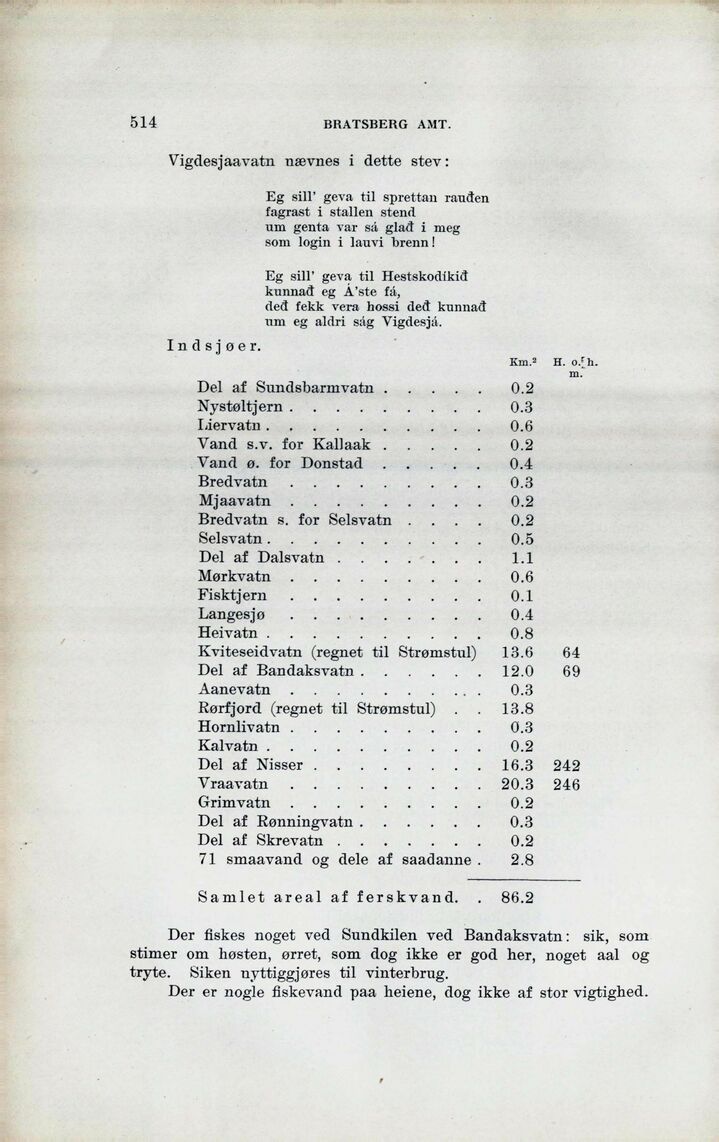 514 BRATSBERG AMT.
Vigdesjaavatn nævnes i dette stev:
Eg sill' geva til sprettan rauđen
fagrast i stallen stend
um genta var så glađ i meg
som login i lauvi brenn!
Eg sill' geva til Hestskodíkiđ
kunnađ eg Å'ste få,
đeđ fekk vera hossi đeđ kunnađ
um eg aldri såg Vigdesjå.
Indsjøer.
Km.² H. o. h.
m.
Del af Sundsbarmvatn . . . . . 0.2
Nystøltjern . . . . . . . . . 0.3
Liervatn . . . . . . . . . . 0.6
Vand s.v. for Kallaak . . . . . 0.2
Vand ø. for Donstad . . . . . 0.4
Bredvatn . . . . . . . . . 0.3
Mjaavatn . . . . . . . . . 0.2
Bredvatn s. for Selsvatn . . . . 0.2
Selsvatn . . . . . . . . . . 0.5
Del af Dalsvatn . . . . . . . 1.1
Mørkvatn . . . . . . . . . 0.6
Fisktjern . . . . . . . . . 0.1
Langesjø . . . . . . . . . 0.4
Heivatn . . . . . . . . . . 0.8
Kviteseidvatn (regnet til Strømstul) 13.6 64
Del af Bandaksvatn . . . . . . 12.0 69
Aanevatn . . . . . . . . . 0.3
Rørfjord (regnet til Strømstul) . . 13.8
Hornlivatn . . . . . . . . . 0.3
Kalvatn . . . . . . . . . . 0.2
Del af Nisser . . . . . . . . 16.3 242
Vraavatn . . . . . . . . . 20.3 246
Grimvatn . . . . . . . . . 0.2
Del af Rønningvatn . . . . . . 0.3
Del af Skrevatn . . . . . . . 0.2
71 smaavand og dele af saadanne . 2.8
Samlet areal af ferskvand. . 86.2
Der fiskes noget ved Sundkilen ved Bandaksvatn: sik, som
stimer om høsten, ørret, som dog ikke er god her, noget aal og
tryte. Siken nyttiggjøres til vinterbrug.
Der er nogle fiskevand paa heiene, dog ikke af stor vigtighed.